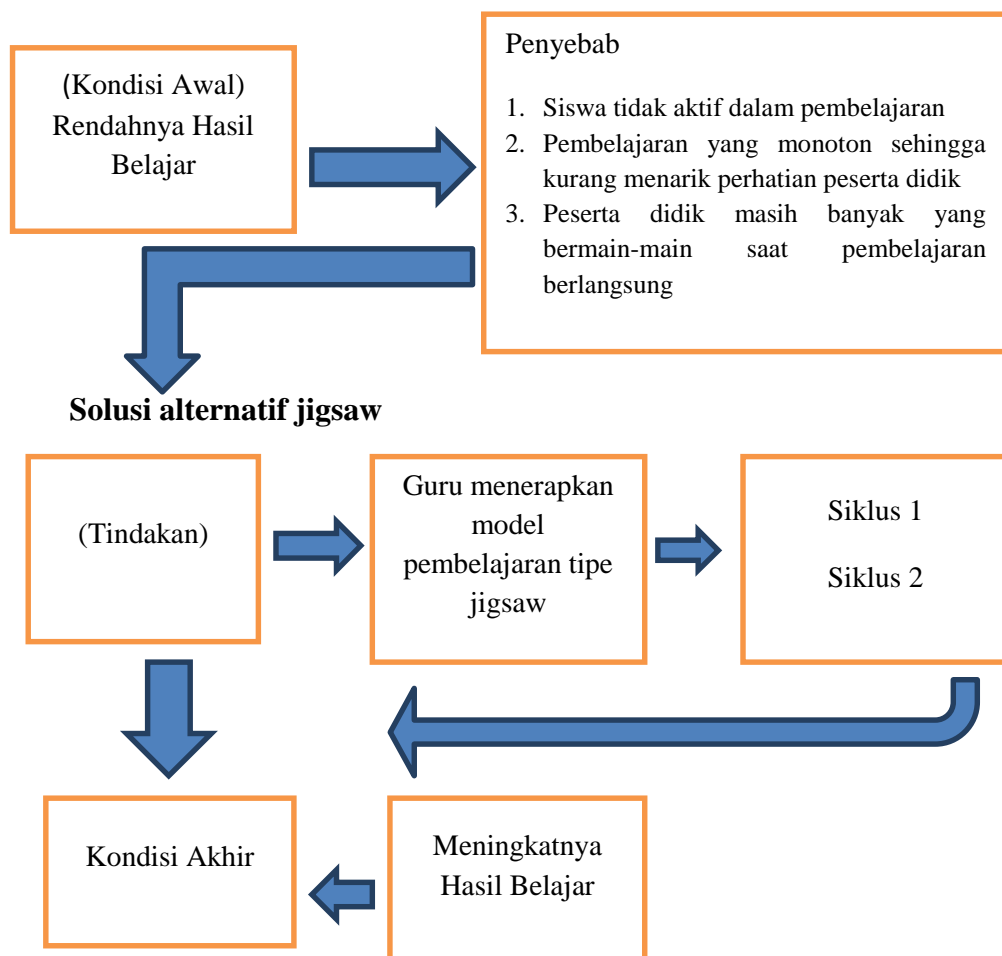 (Kondisi Awal)
Rendahnya Hasil
Belajar
Penyebab
1. Siswa tidak aktif dalam pembelajaran
2. Pembelajaran yang monoton sehingga
kurang menarik perhatian peserta didik
3. Peserta didik masih banyak yang
bermain-main saat pembelajaran
berlangsung
Solusi alternatif jigsaw
(Tindakan)
Guru menerapkan
model
pembelajaran tipe
jigsaw
Siklus 1
Siklus 2
Kondisi Akhir
Meningkatnya
Hasil Belajar